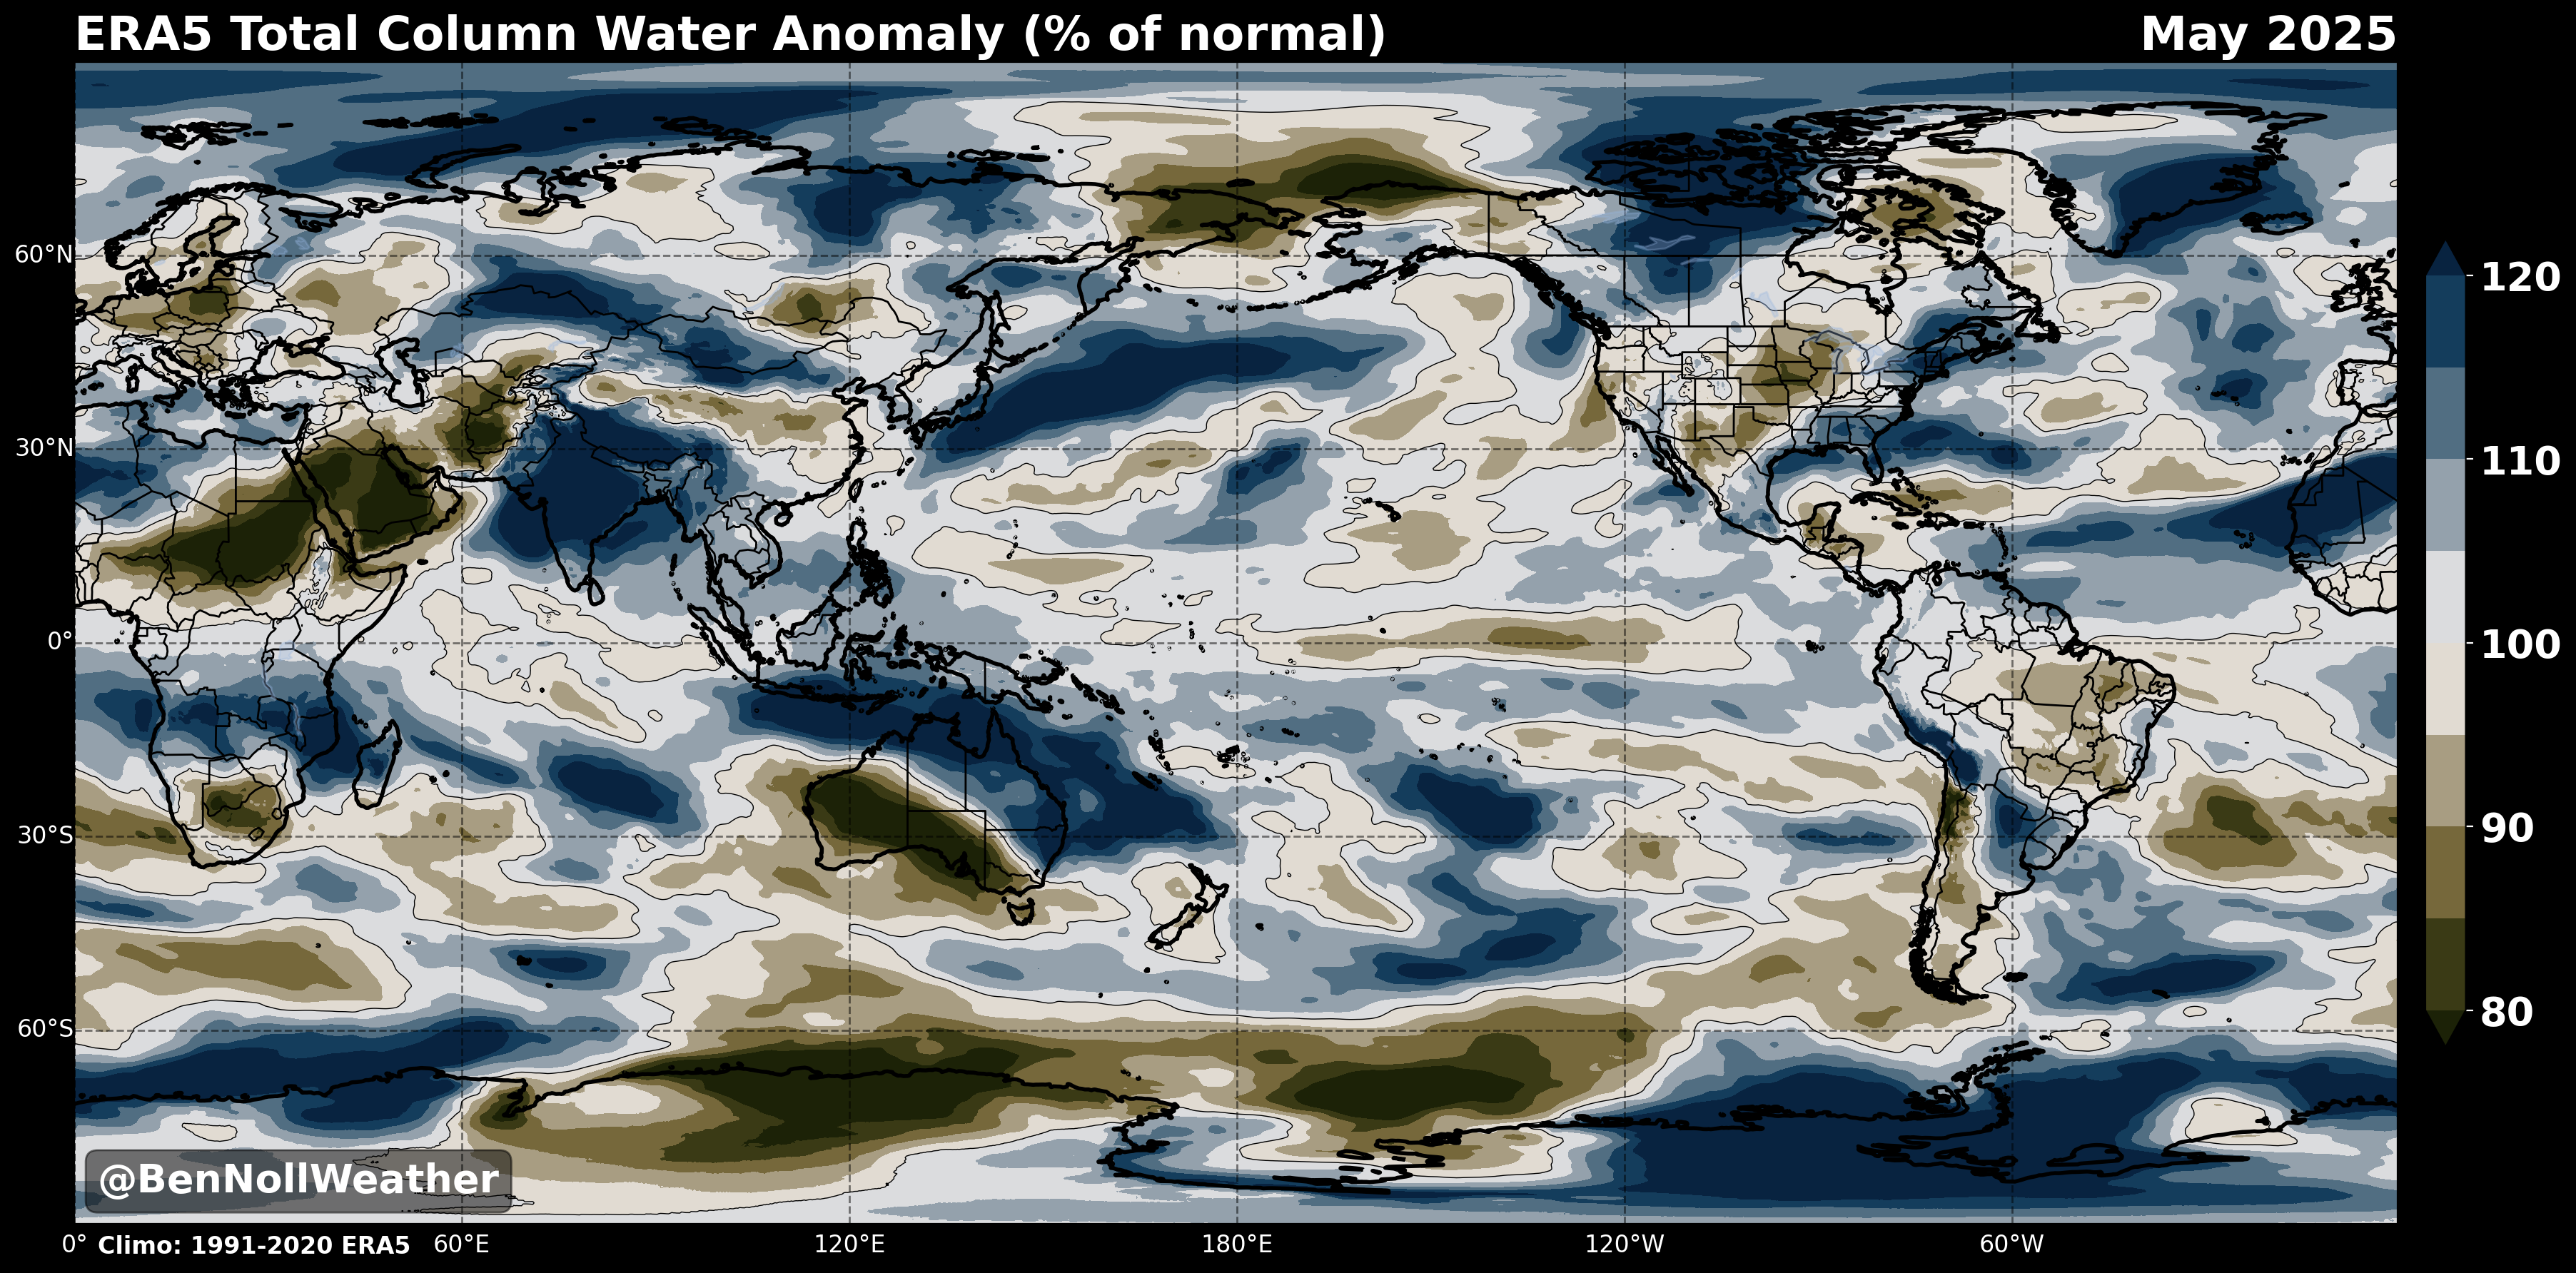 ERA5 Total Column Water Anomaly (% of normal) May 2025
60°N
30°N
0°
30°S
60°S
120
110
100
90
80
@BenNollWeather
0° 60°E 120°E 180°E 120°W 60°W
Climo: 1991-2020 ERA5